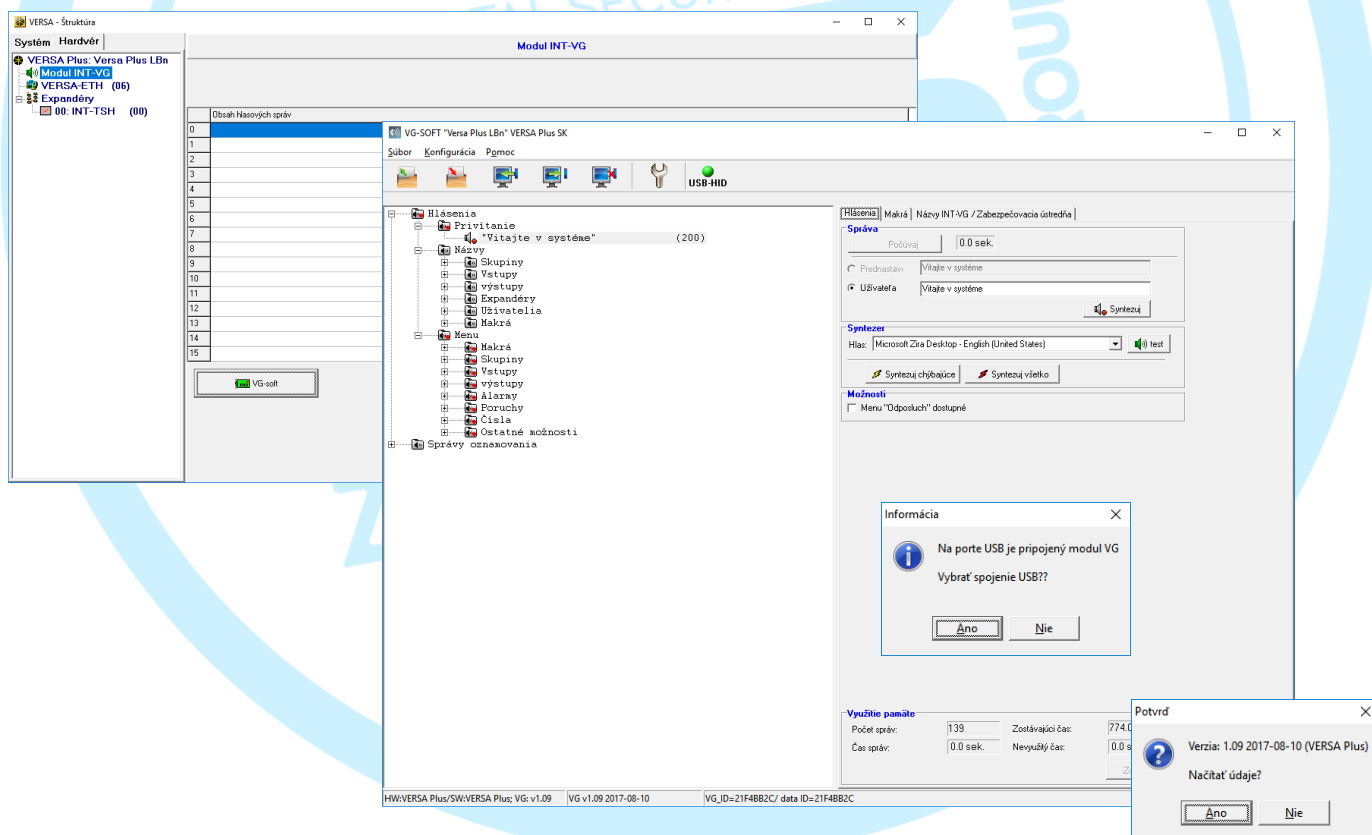 TAL SECU
VERSA - Štruktúra
Systém Hardvér
Modul INT-VG
VERSA Plus: Versa Plus LBn
Modul INT-VG
VERSA-ETH (06)
Expandéry
00: INT-TSH (00)
Obsah hlasových správ
0
1
2
3
4
5
6
7
8
9
10
11
12
13
14
15
VG-soft
VG-SOFT "Versa Plus LBn" VERSA Plus SK
Súbor Konfigurácia Pomoc
USB-HID
Hlásenia
Privítanie
"Vitajte v systéme" (200)
Názvy
Skupiny
Vstupy
výstupy
Expandéry
Užívatelia
Makrá
Menu
Makrá
Skupiny
Vstupy
výstupy
Alarmy
Poruchy
Čísla
Ostatné možnosti
Správy oznamovania
Hlásenia Makrá Názvy INT-VG / Zabezpečovacia ústredňa
Správa
Počúvaj 0.0 sek.
Prednastav Vitajte v systéme
Užívateľa Vitajte v systéme
Syntezuj
Syntezer
Hlas: Microsoft Zira Desktop - English (United States) test
Syntezuj chýbajúce Syntezuj všetko
Možnosti
Menu "Odposluch" dostupné
Informácia
Na porte USB je pripojený modul VG
Vybrať spojenie USB??
Áno Nie
Využitie pamäte
Počet správ: 139 Zostávajúci čas: 774.0
Čas správ: 0.0 sek. Nevyužitý čas: 0.0 s
Potvrď
Verzia: 1.09 2017-08-10 (VERSA Plus)
Načítať údaje?
Áno Nie
HW:VERSA Plus/SW:VERSA Plus; VG: v1.09 VG v1.09 2017-08-10 VG_ID=21F4BB2C/ data ID=21F4BB2C